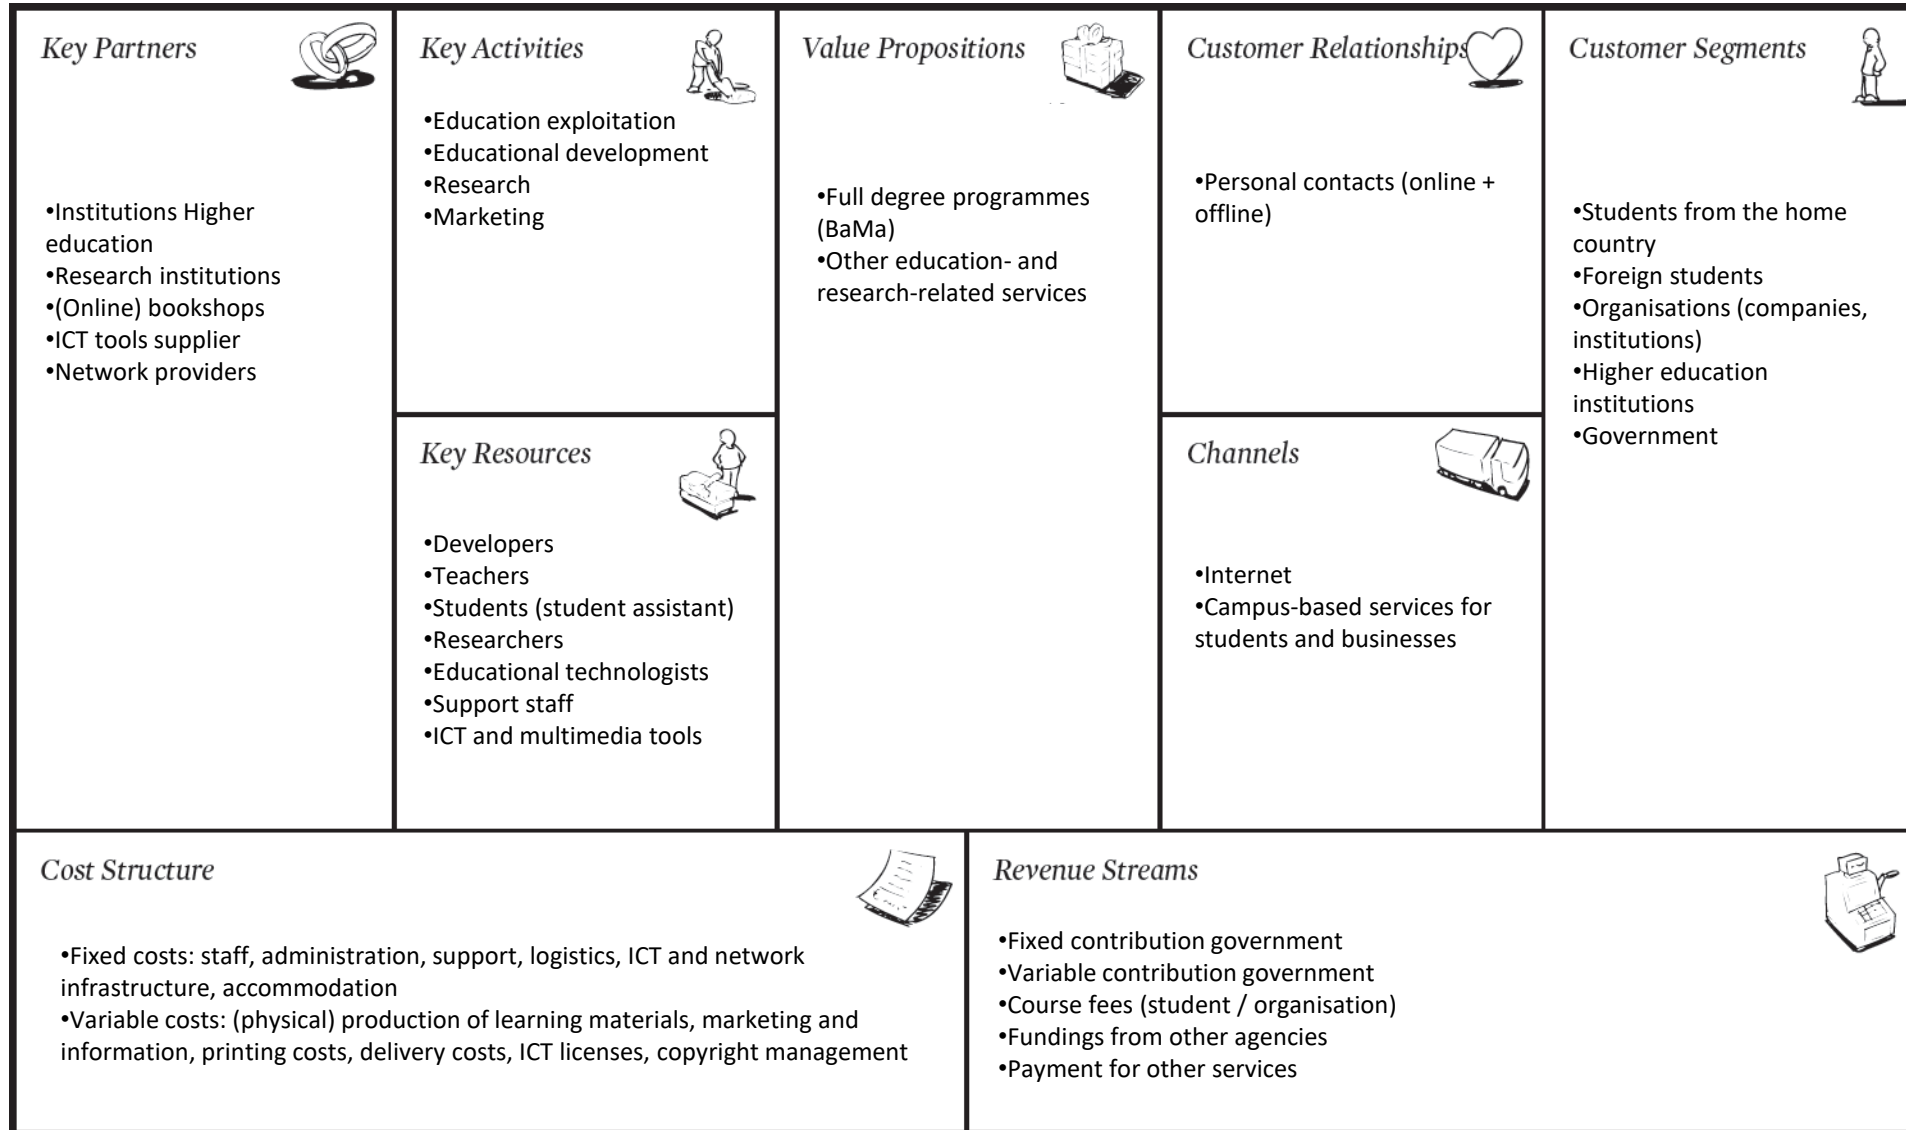 Key Partners
•Institutions Higher
education
•Research institutions
•(Online) bookshops
•ICT tools supplier
•Network providers
Key Activities
•Education exploitation
•Educational development
•Research
•Marketing
Key Resources
•Developers
•Teachers
•Students (student assistant)
•Researchers
•Educational technologists
•Support staff
•ICT and multimedia tools
Value Propositions
•Full degree programmes
(BaMa)
•Other education- and
research-related services
Customer Relationships
•Personal contacts (online +
offline)
Channels
•Internet
•Campus-based services for
students and businesses
Customer Segments
•Students from the home
country
•Foreign students
•Organisations (companies,
institutions)
•Higher education
institutions
•Government
Cost Structure
•Fixed costs: staff, administration, support, logistics, ICT and network
infrastructure, accommodation
•Variable costs: (physical) production of learning materials, marketing and
information, printing costs, delivery costs, ICT licenses, copyright management
Revenue Streams
•Fixed contribution government
•Variable contribution government
•Course fees (student / organisation)
•Fundings from other agencies
•Payment for other services